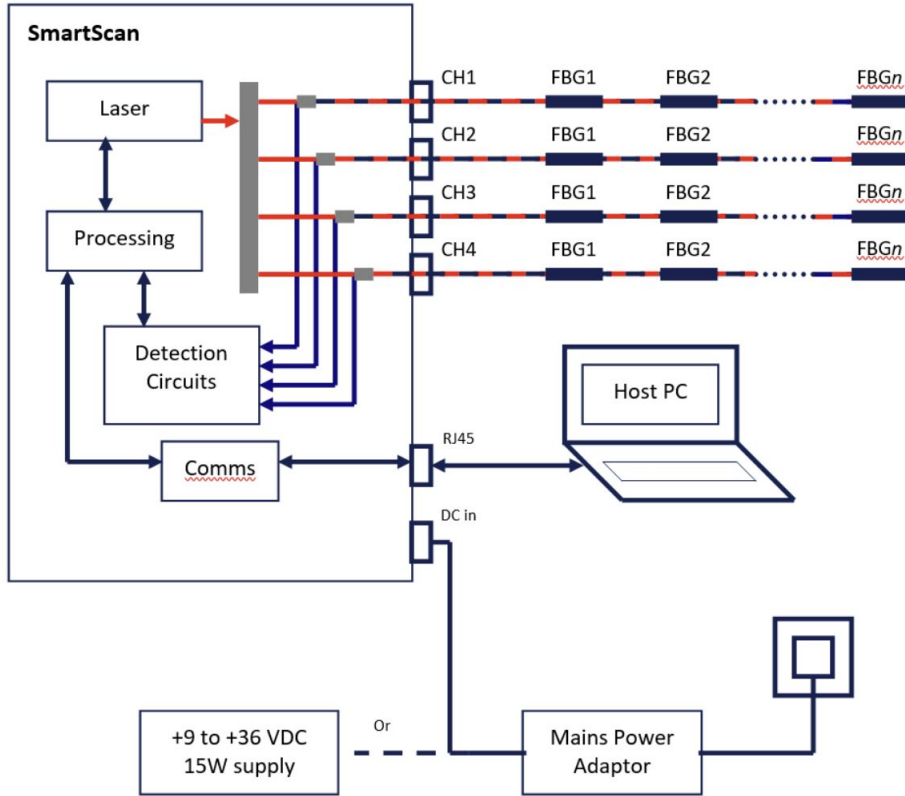 SmartScan
Laser
Processing
Detection
Circuits
Comms
CH1 FBG1 FBG2 FBGn
CH2 FBG1 FBG2 FBGn
CH3 FBG1 FBG2 FBGn
CH4 FBG1 FBG2 FBGn
Host PC
RJ45
DC in
+9 to +36 VDC
15W supply
Or
Mains Power
Adaptor